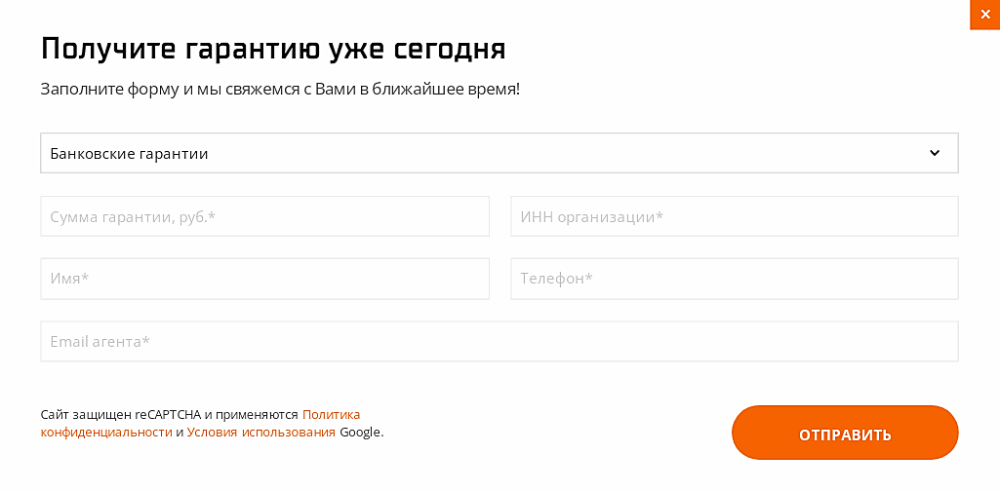 Получите гарантию уже сегодня
Заполните форму и мы свяжемся с Вами в ближайшее время!
Банковские гарантии
Сумма гарантии, руб.*
ИНН организации*
Имя*
Телефон*
Email агента*
Сайт защищен reCAPTCHA и применяются Политика
конфиденциальности и Условия использования Google.
ОТПРАВИТЬ